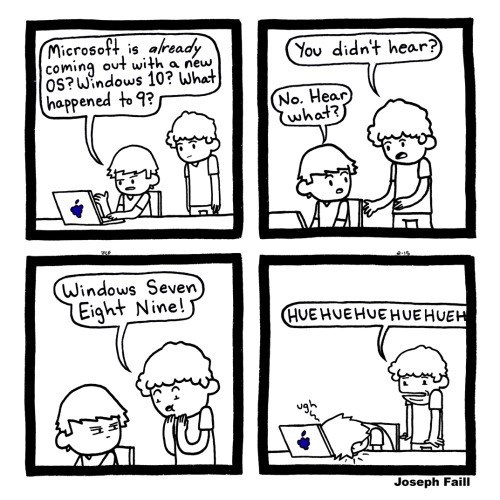 Microsoft is already
coming out with a new
OS? Windows 10? What
happened to 9?
You didn't hear?
No. Hear
what?
Windows Seven
Eight Nine!
HUEHUEHUEHUEHUEH
ugh
Joseph Faill